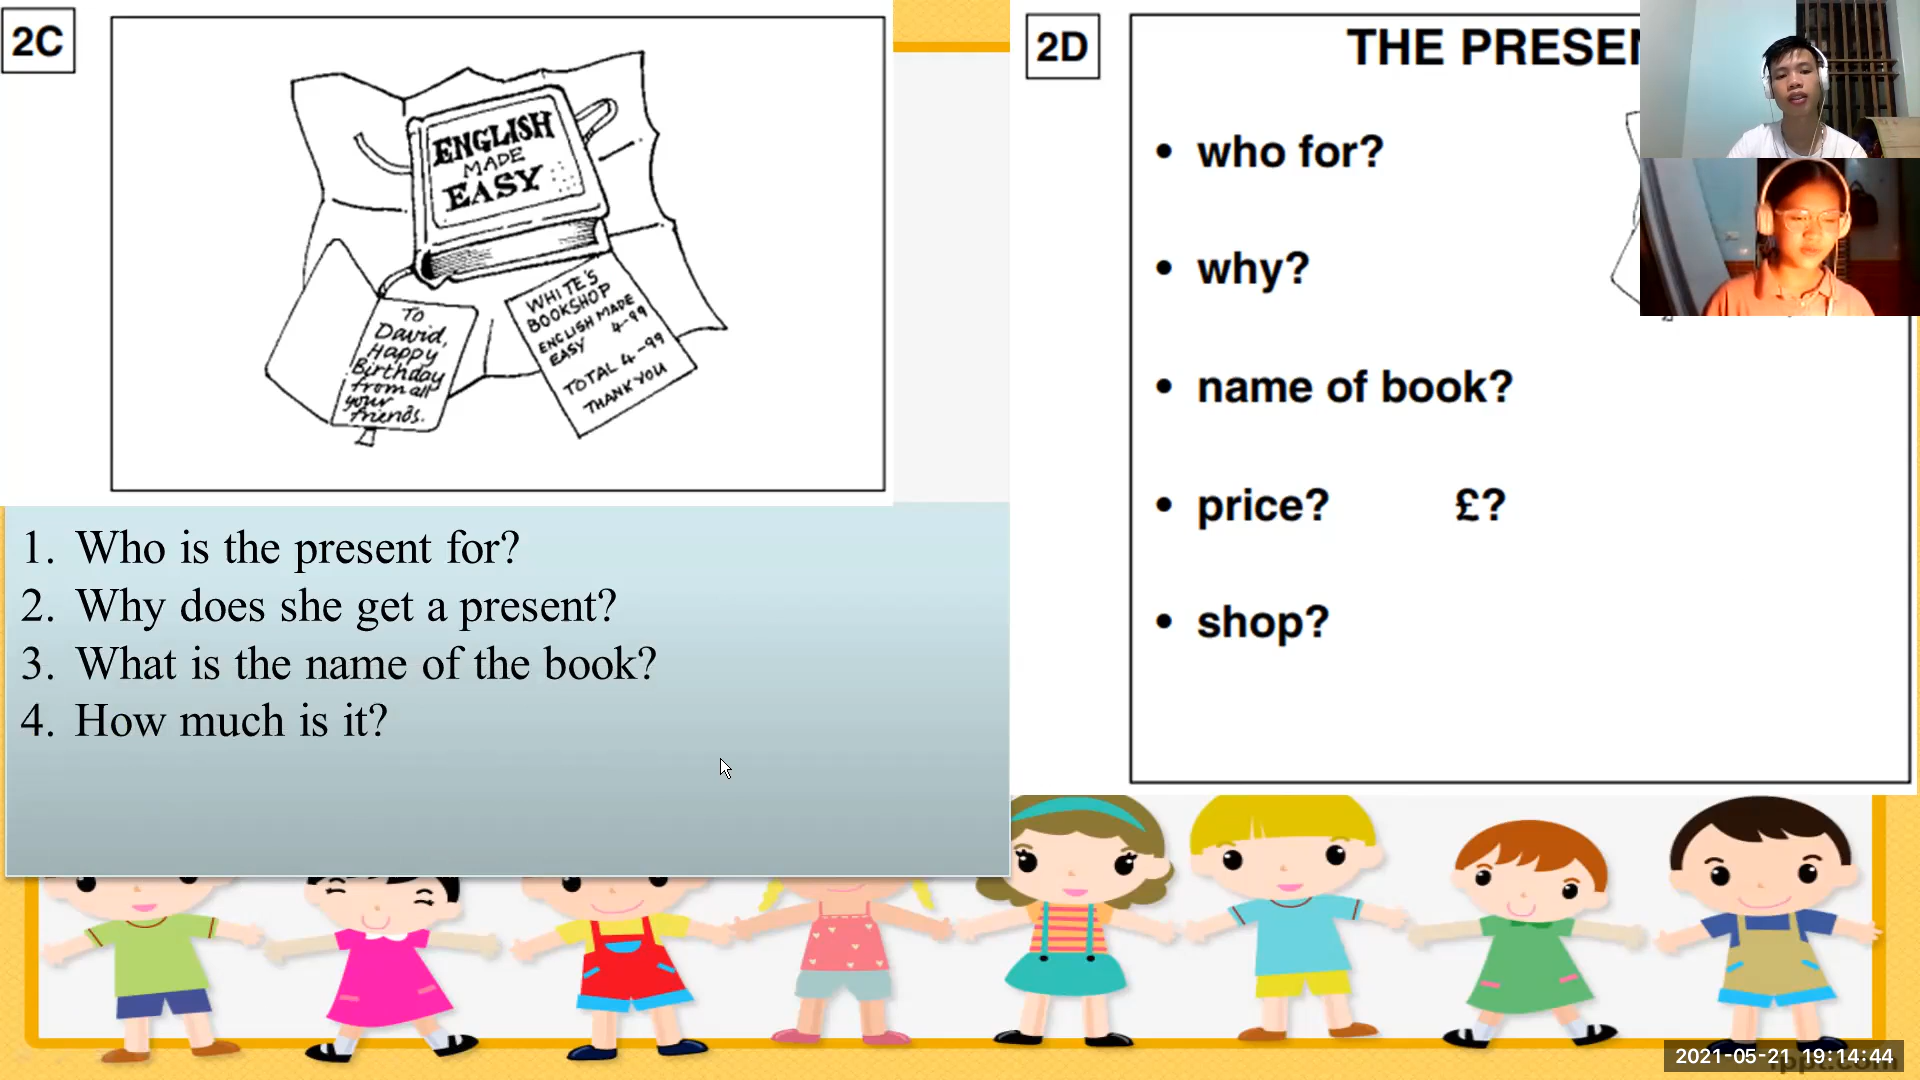 2C
ENGLISH
MADE
EASY
TO
David,
Happy
Birthday
from all
your
friends.
WHITE'S
BOOKSHOP
ENGLISH MADE
EASY 4-99
TOTAL 4-99
THANK YOU
1. Who is the present for?
2. Why does she get a present?
3. What is the name of the book?
4. How much is it?
2D
THE PRESEN
• who for?
• why?
• name of book?
• price? £?
• shop?
2021-05-21 19:14:44